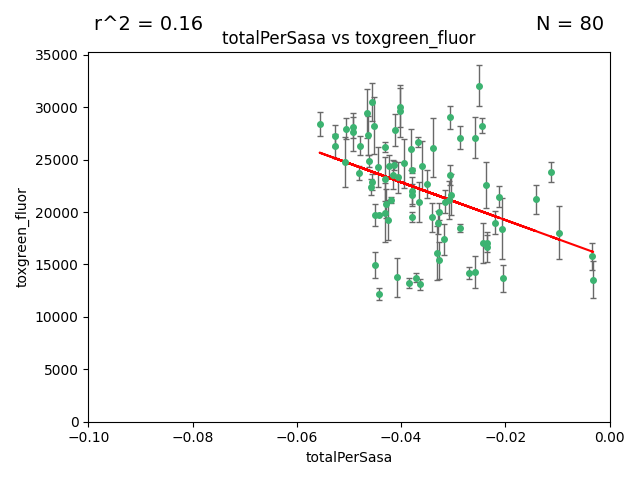 r^2 = 0.16
N = 80
totalPerSasa vs toxgreen_fluor
35000
30000
25000
20000
15000
10000
5000
0
toxgreen_fluor
−0.10
−0.08
−0.06
−0.04
−0.02
0.00
totalPerSasa